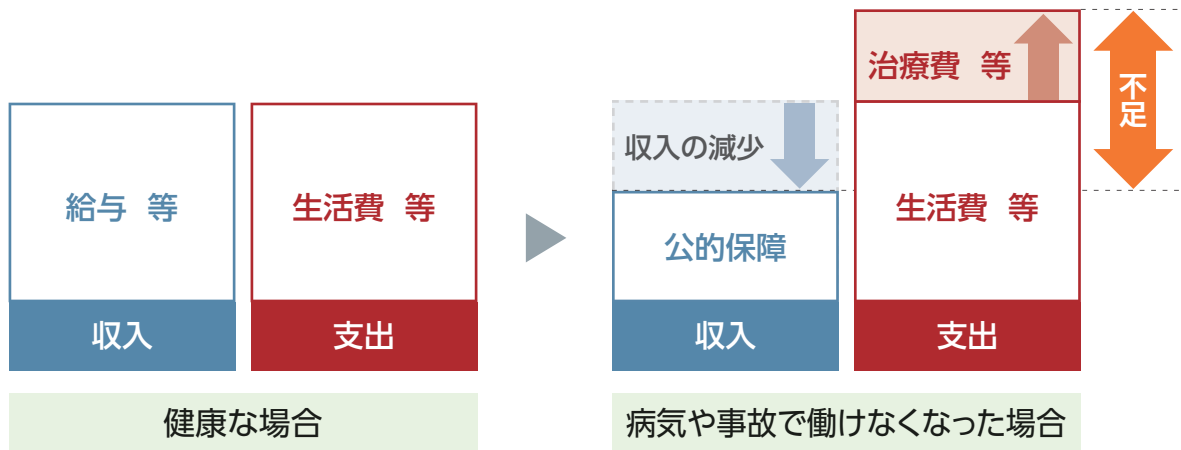 給与 等
収入
生活費 等
支出
健康な場合
収入の減少
公的保障
収入
治療費 等
生活費 等
支出
不足
病気や事故で働けなくなった場合